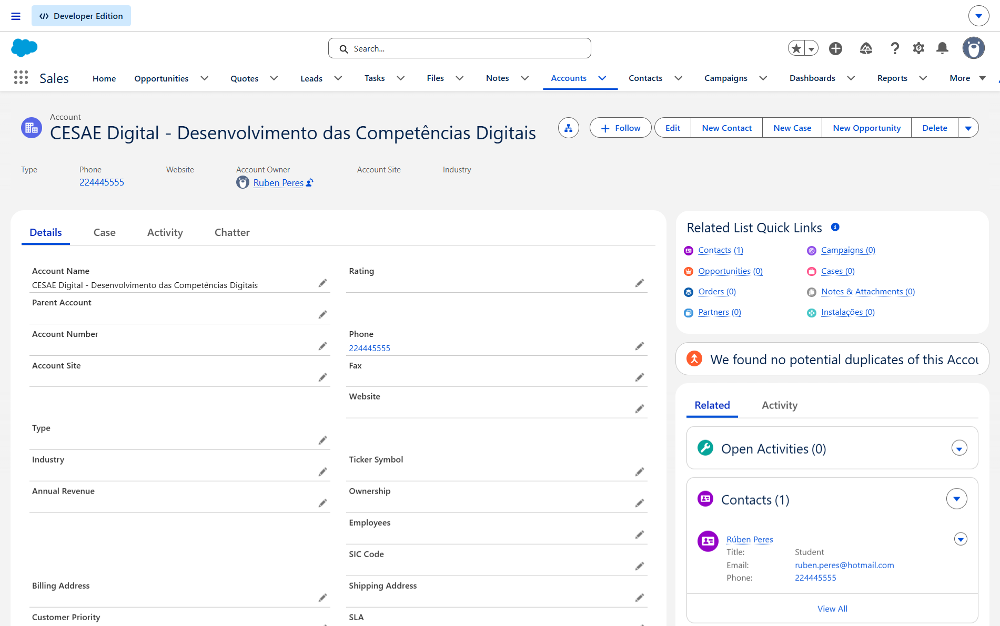 Developer Edition
Search...
Sales
Home
Opportunities
Quotes
Leads
Tasks
Files
Notes
Accounts
Contacts
Campaigns
Dashboards
Reports
More
Account
CESAE Digital - Desenvolvimento das Competências Digitais
Follow
Edit
New Contact
New Case
New Opportunity
Delete
Type
Phone
Website
Account Owner
Account Site
Industry
224445555
Ruben Peres
Details
Case
Activity
Chatter
Account Name
CESAE Digital - Desenvolvimento das Competências Digitais
Rating
Parent Account
Account Number
Phone
224445555
Account Site
Fax
Website
Type
Industry
Ticker Symbol
Annual Revenue
Ownership
Employees
SIC Code
Billing Address
Shipping Address
Customer Priority
SLA
Related List Quick Links
Contacts (1)
Campaigns (0)
Opportunities (0)
Cases (0)
Orders (0)
Notes & Attachments (0)
Partners (0)
Instalações (0)
We found no potential duplicates of this Accou
Related
Activity
Open Activities (0)
Contacts (1)
Rúben Peres
Title: Student
Email: ruben.peres@hotmail.com
Phone: 224445555
View All